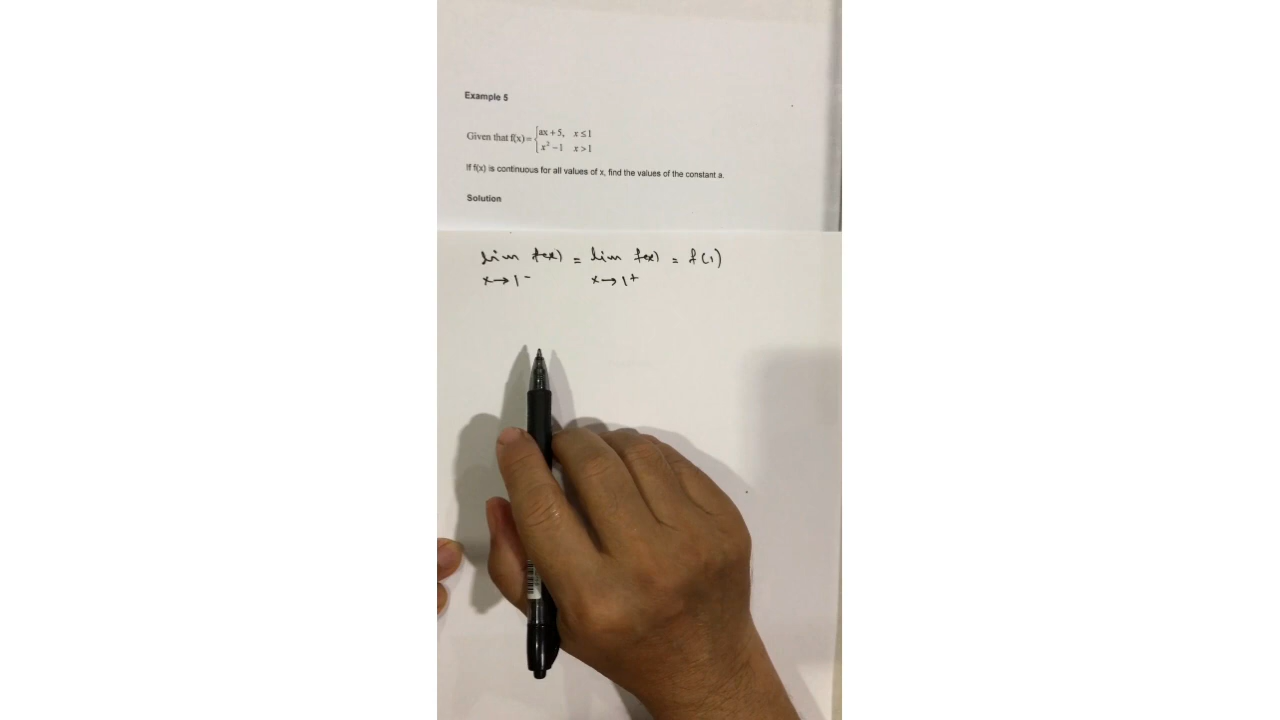 Example 5
Given that f(x) = { ax + 5, x ≤ 1
x² − 1 x > 1
If f(x) is continuous for all values of x, find the values of the constant a.
Solution
lim f(x) = lim f(x) = f(1)
x→1⁻ x→1⁺